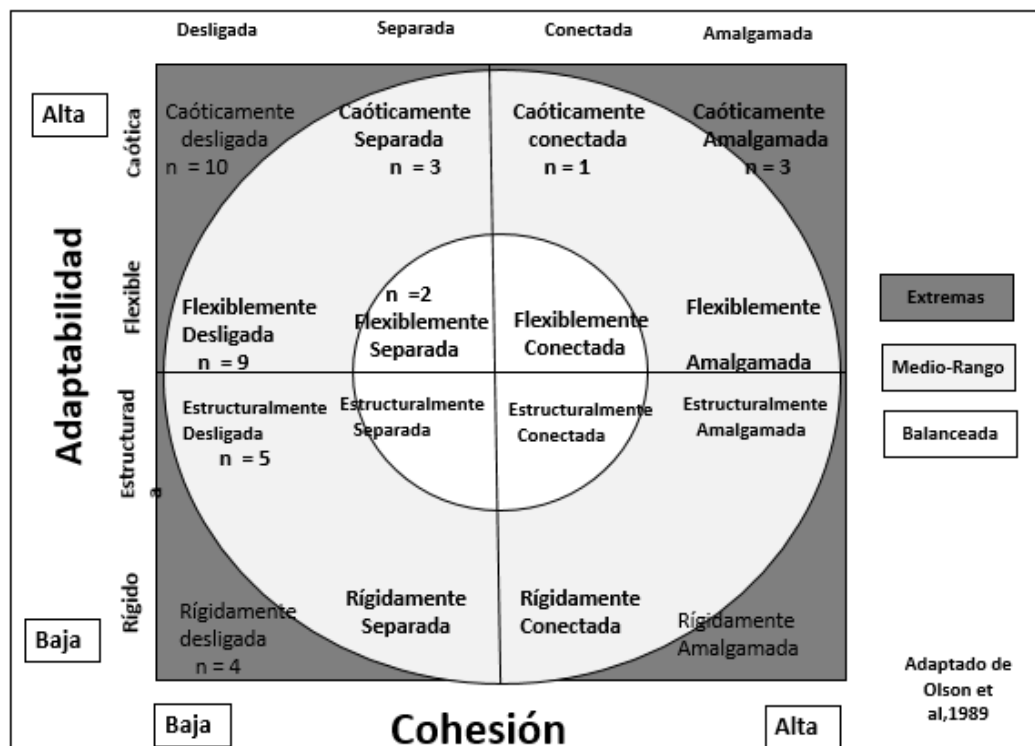 Desligada
Separada
Conectada
Amalgamada
Alta
Adaptabilidad
Caótica
Flexible
Estructurad
a
Rígido
Baja
Caóticamente
desligada
n = 10
Caóticamente
Separada
n = 3
Caóticamente
conectada
n = 1
Caóticamente
Amalgamada
n = 3
Flexiblemente
Desligada
n = 9
n =2
Flexiblemente
Separada
Flexiblemente
Conectada
Flexiblemente
Amalgamada
Estructuralmente
Desligada
n = 5
Estructuralmente
Separada
Estructuralmente
Conectada
Estructuralmente
Amalgamada
Rígidamente
desligada
n = 4
Rígidamente
Separada
Rígidamente
Conectada
Rígidamente
Amalgamada
Extremas
Medio-Rango
Balanceada
Adaptado de
Olson et
al,1989
Baja
Cohesión
Alta